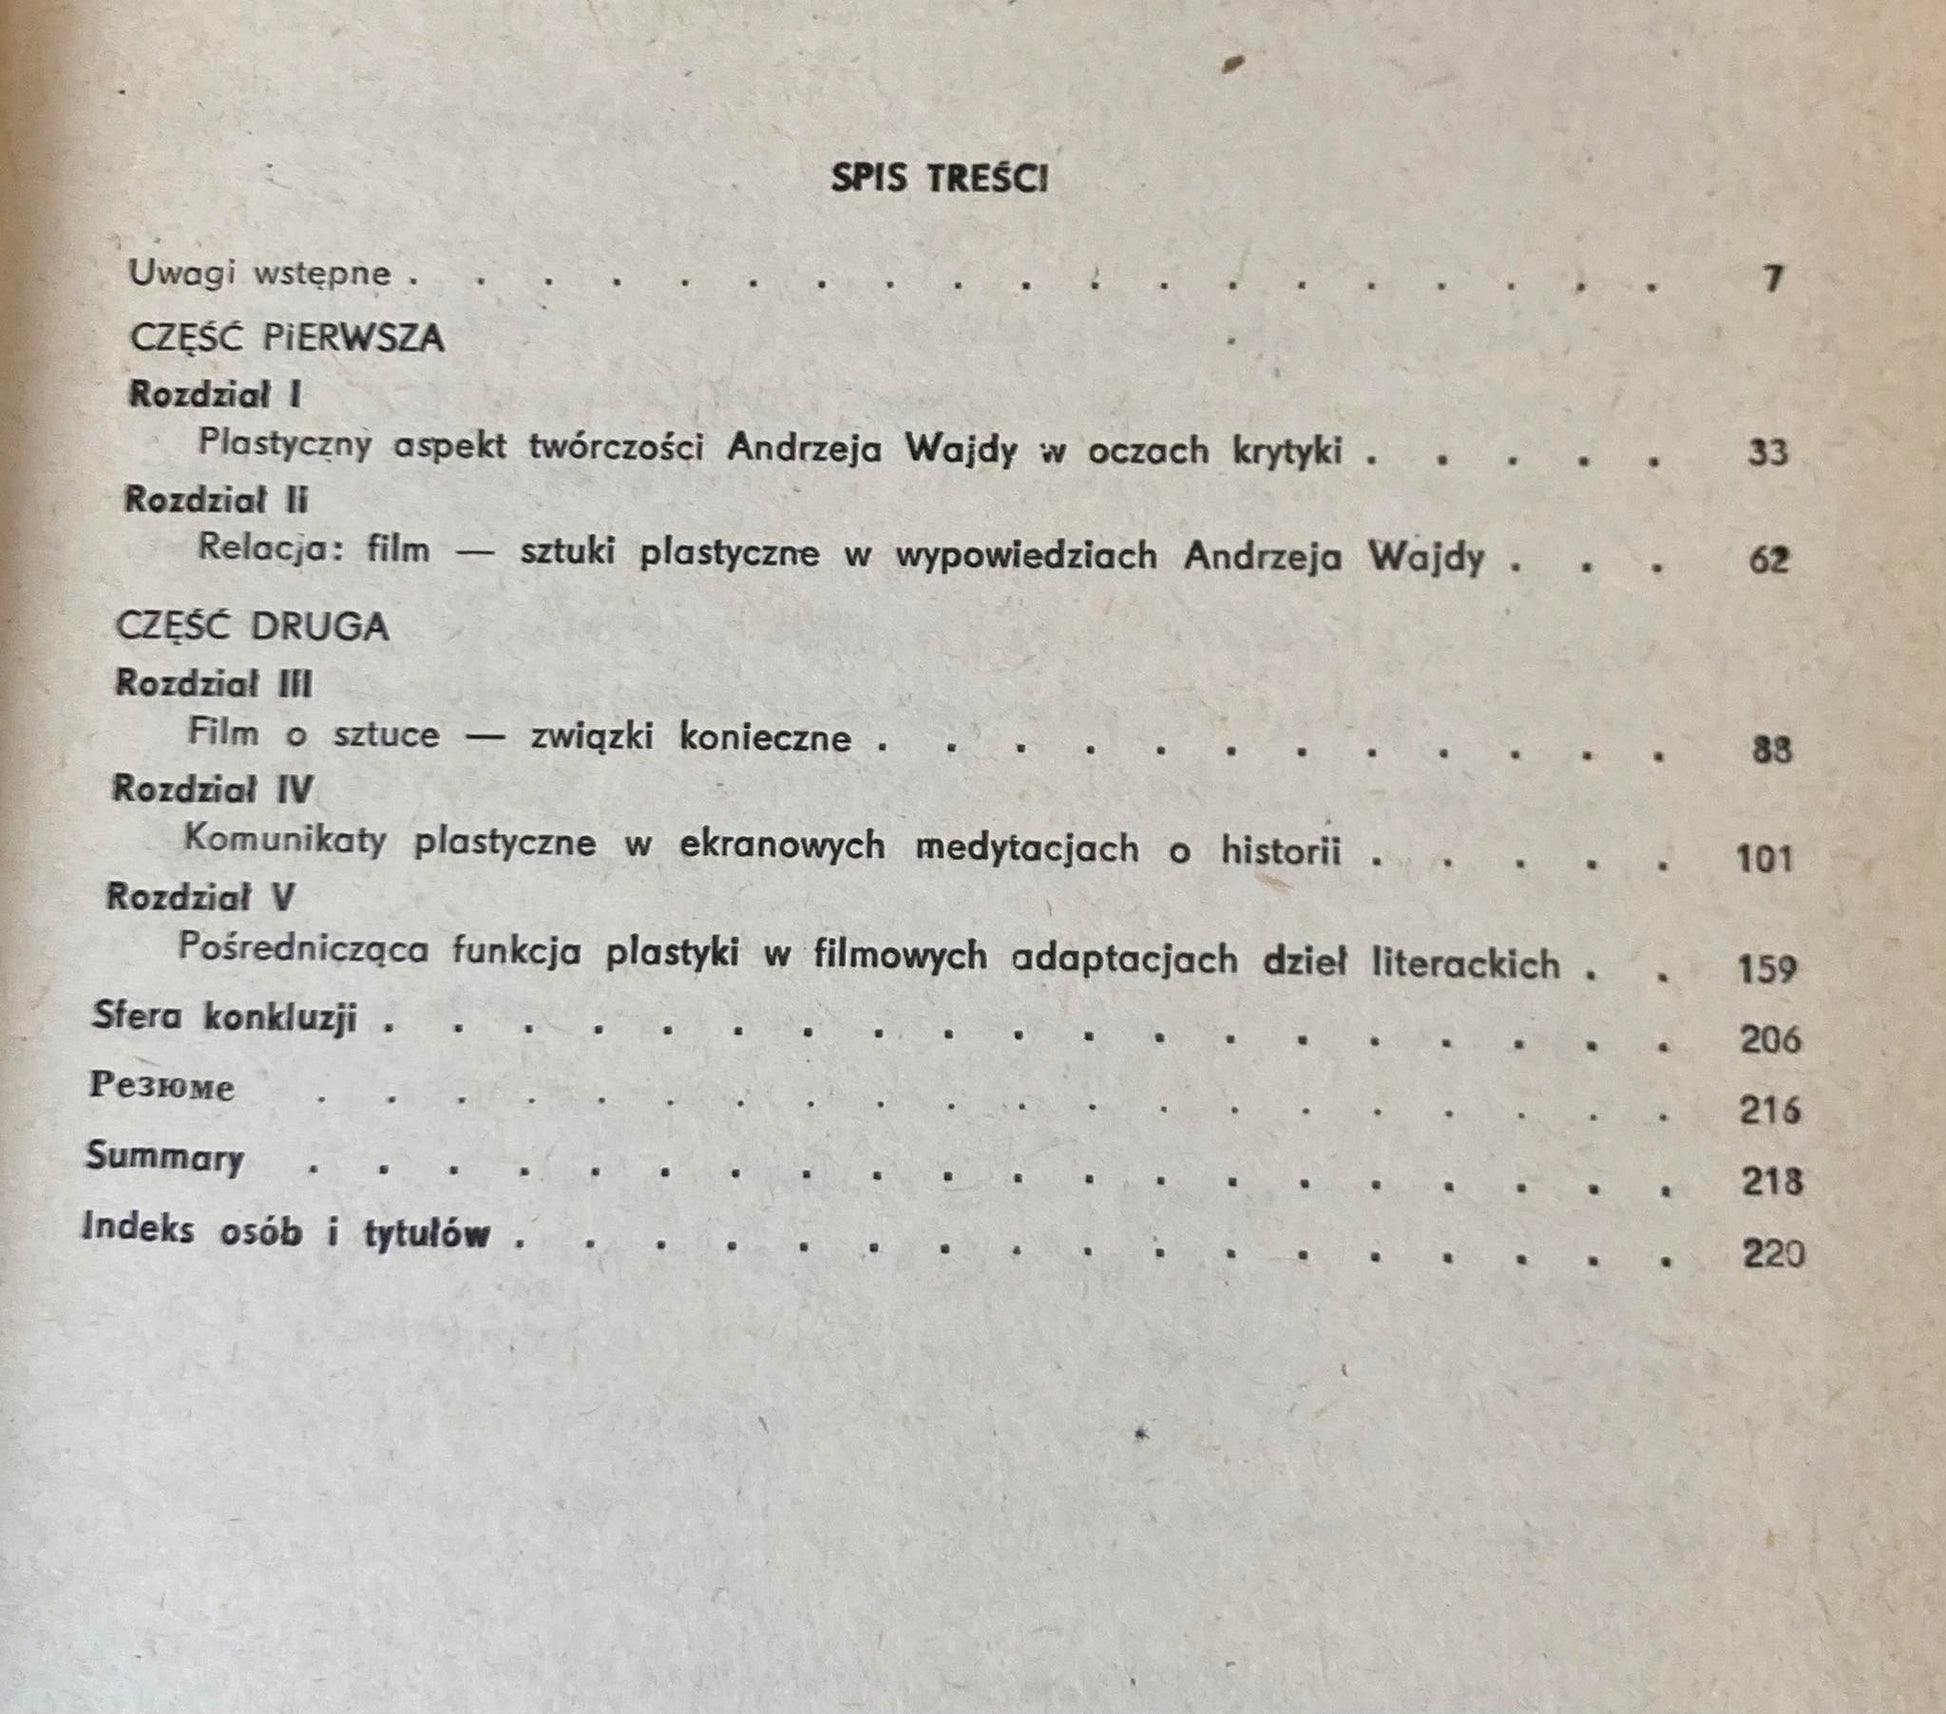 SPIS TREŚCI
Uwagi wstępne . . . . . . . . . . . . . . . . . . . 7
CZĘŚĆ PIERWSZA
Rozdział I
Plastyczny aspekt twórczości Andrzeja Wajdy w oczach krytyki . . . . . 33
Rozdział II
Relacja: film — sztuki plastyczne w wypowiedziach Andrzeja Wajdy . . . 62
CZĘŚĆ DRUGA
Rozdział III
Film o sztuce — związki konieczne . . . . . . . . . . . . 88
Rozdział IV
Komunikaty plastyczne w ekranowych medytacjach o historii . . . . . 101
Rozdział V
Pośrednicząca funkcja plastyki w filmowych adaptacjach dzieł literackich . . 159
Sfera konkluzji . . . . . . . . . . . . . . . . . . . 206
Резюме . . . . . . . . . . . . . . . . . . . . 216
Summary . . . . . . . . . . . . . . . . . . . . 218
Indeks osób i tytułów . . . . . . . . . . . . . . . . . 220